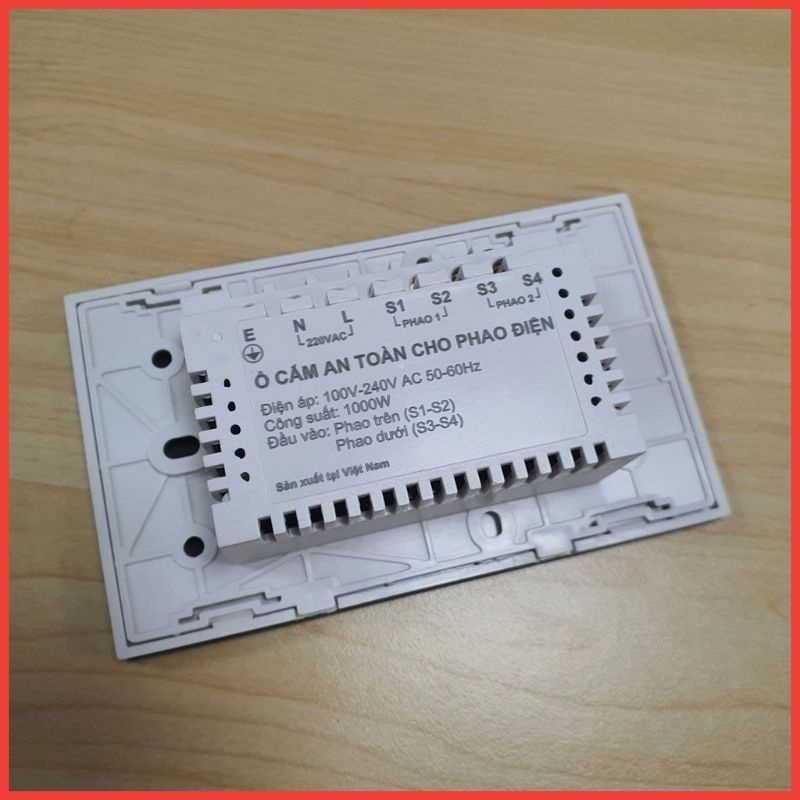 E N L S1 S2 S3 S4
220VAC PHAO 1 PHAO 2
Ổ CẮM AN TOÀN CHO PHAO ĐIỆN
Điện áp: 100V-240V AC 50-60Hz
Công suất: 1000W
Đầu vào: Phao trên (S1-S2)
Phao dưới (S3-S4)
Sản xuất tại Việt Nam